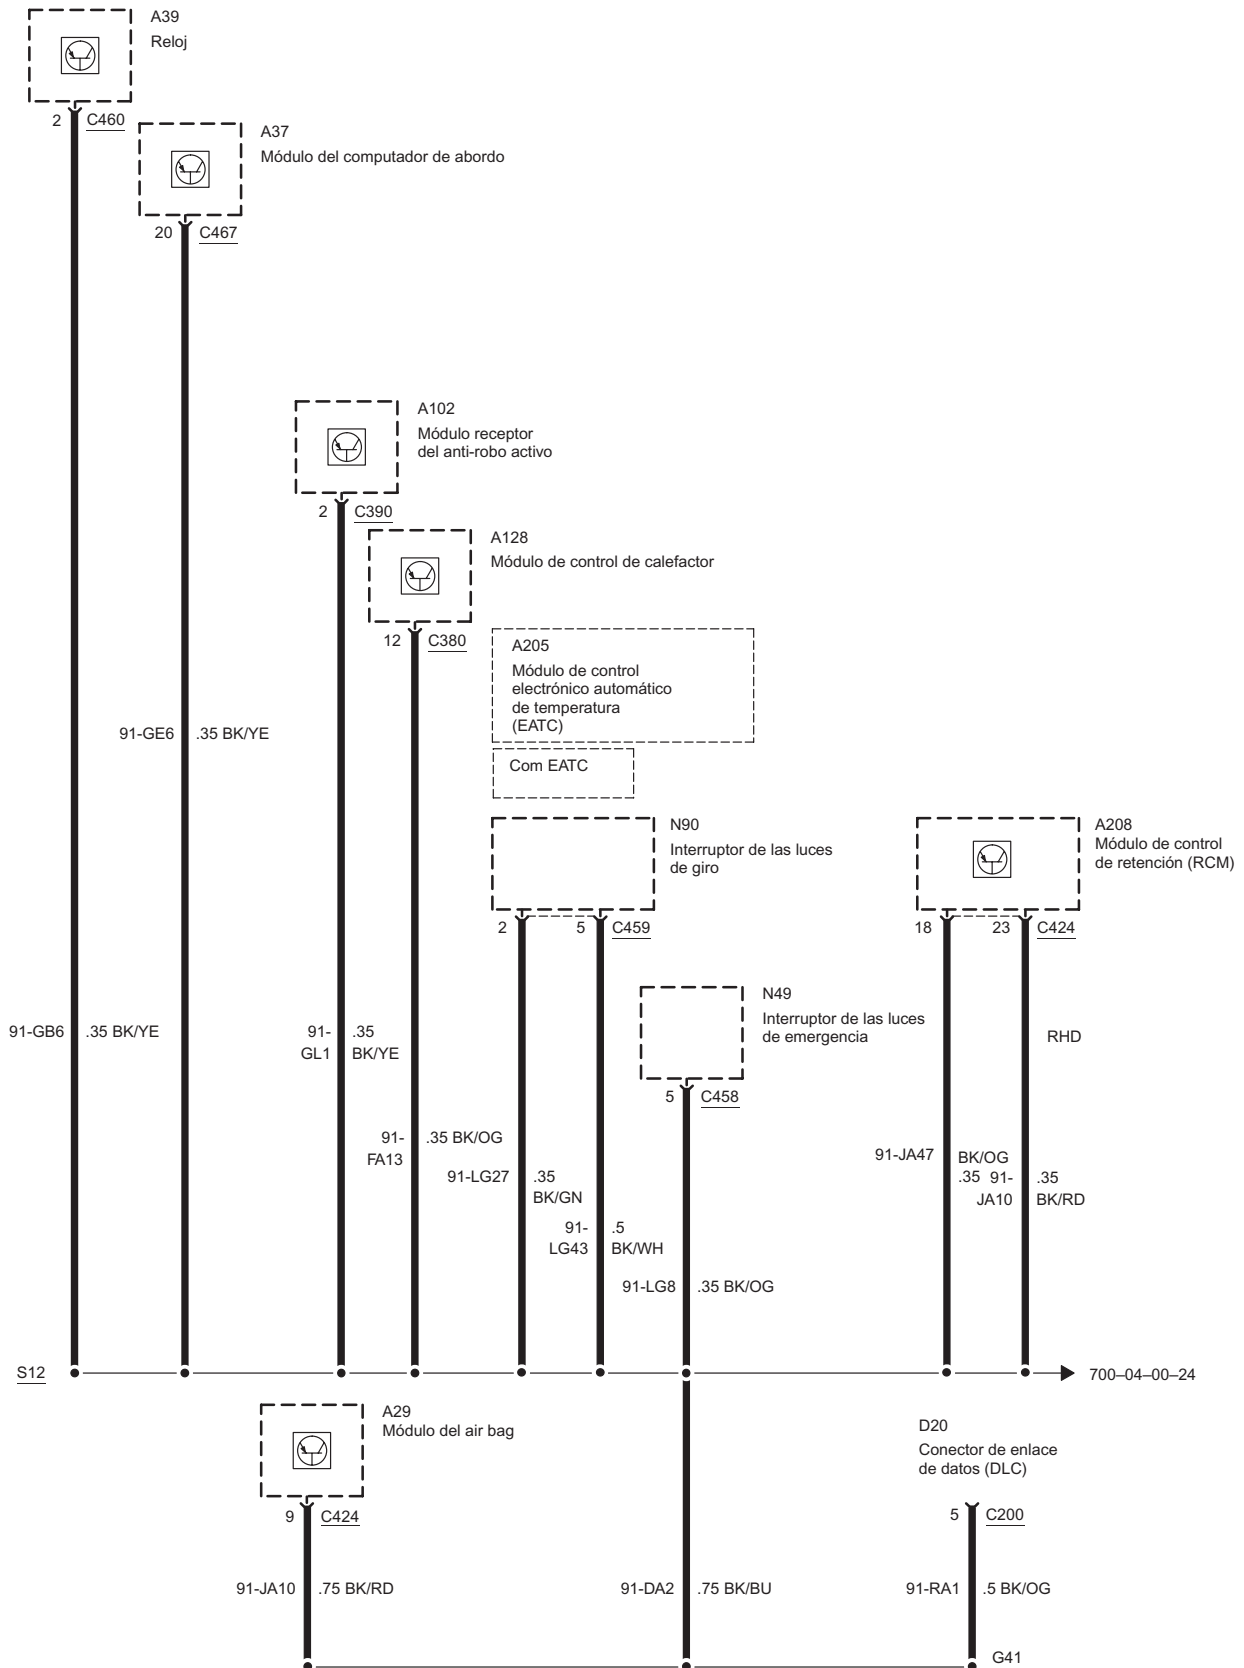 A39
Reloj
2 C460
A37
Módulo del computador de abordo
20 C467
A102
Módulo receptor
del anti-robo activo
2 C390
A128
Módulo de control de calefactor
12 C380
A205
Módulo de control
electrónico automático
de temperatura
(EATC)
91-GE6 .35 BK/YE
Com EATC
N90
Interruptor de las luces
de giro
A208
Módulo de control
de retención (RCM)
2 5 C459
18 23 C424
N49
Interruptor de las luces
de emergencia
91-GB6 .35 BK/YE
91-
GL1
.35
BK/YE
RHD
5 C458
91-
FA13
.35 BK/OG
91-LG27
.35
BK/GN
91-JA47
BK/OG
.35
91-
JA10
.35
BK/RD
91-
LG43
.5
BK/WH
91-LG8 .35 BK/OG
S12
700–04–00–24
A29
Módulo del air bag
D20
Conector de enlace
de datos (DLC)
9 C424
5 C200
91-JA10 .75 BK/RD
91-DA2 .75 BK/BU
91-RA1 .5 BK/OG
G41